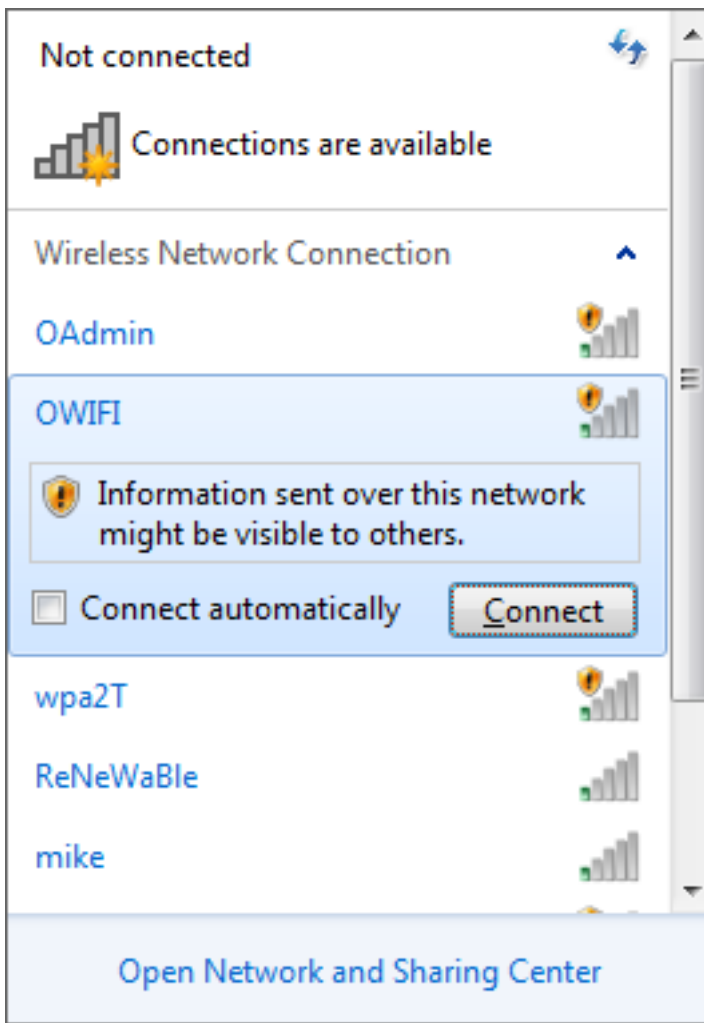 Not connected
Connections are available
Wireless Network Connection
OAdmin
OWIFI
Information sent over this network
might be visible to others.
Connect automatically
Connect
wpa2T
ReNeWaBle
mike
Open Network and Sharing Center